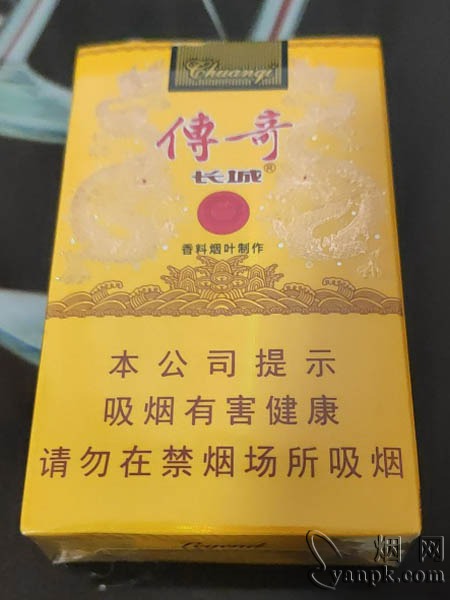 Chuanqi
傳奇
长城®
香料烟叶制作
本公司提示
吸烟有害健康
请勿在禁烟场所吸烟
Legend
烟网
yanpk.com